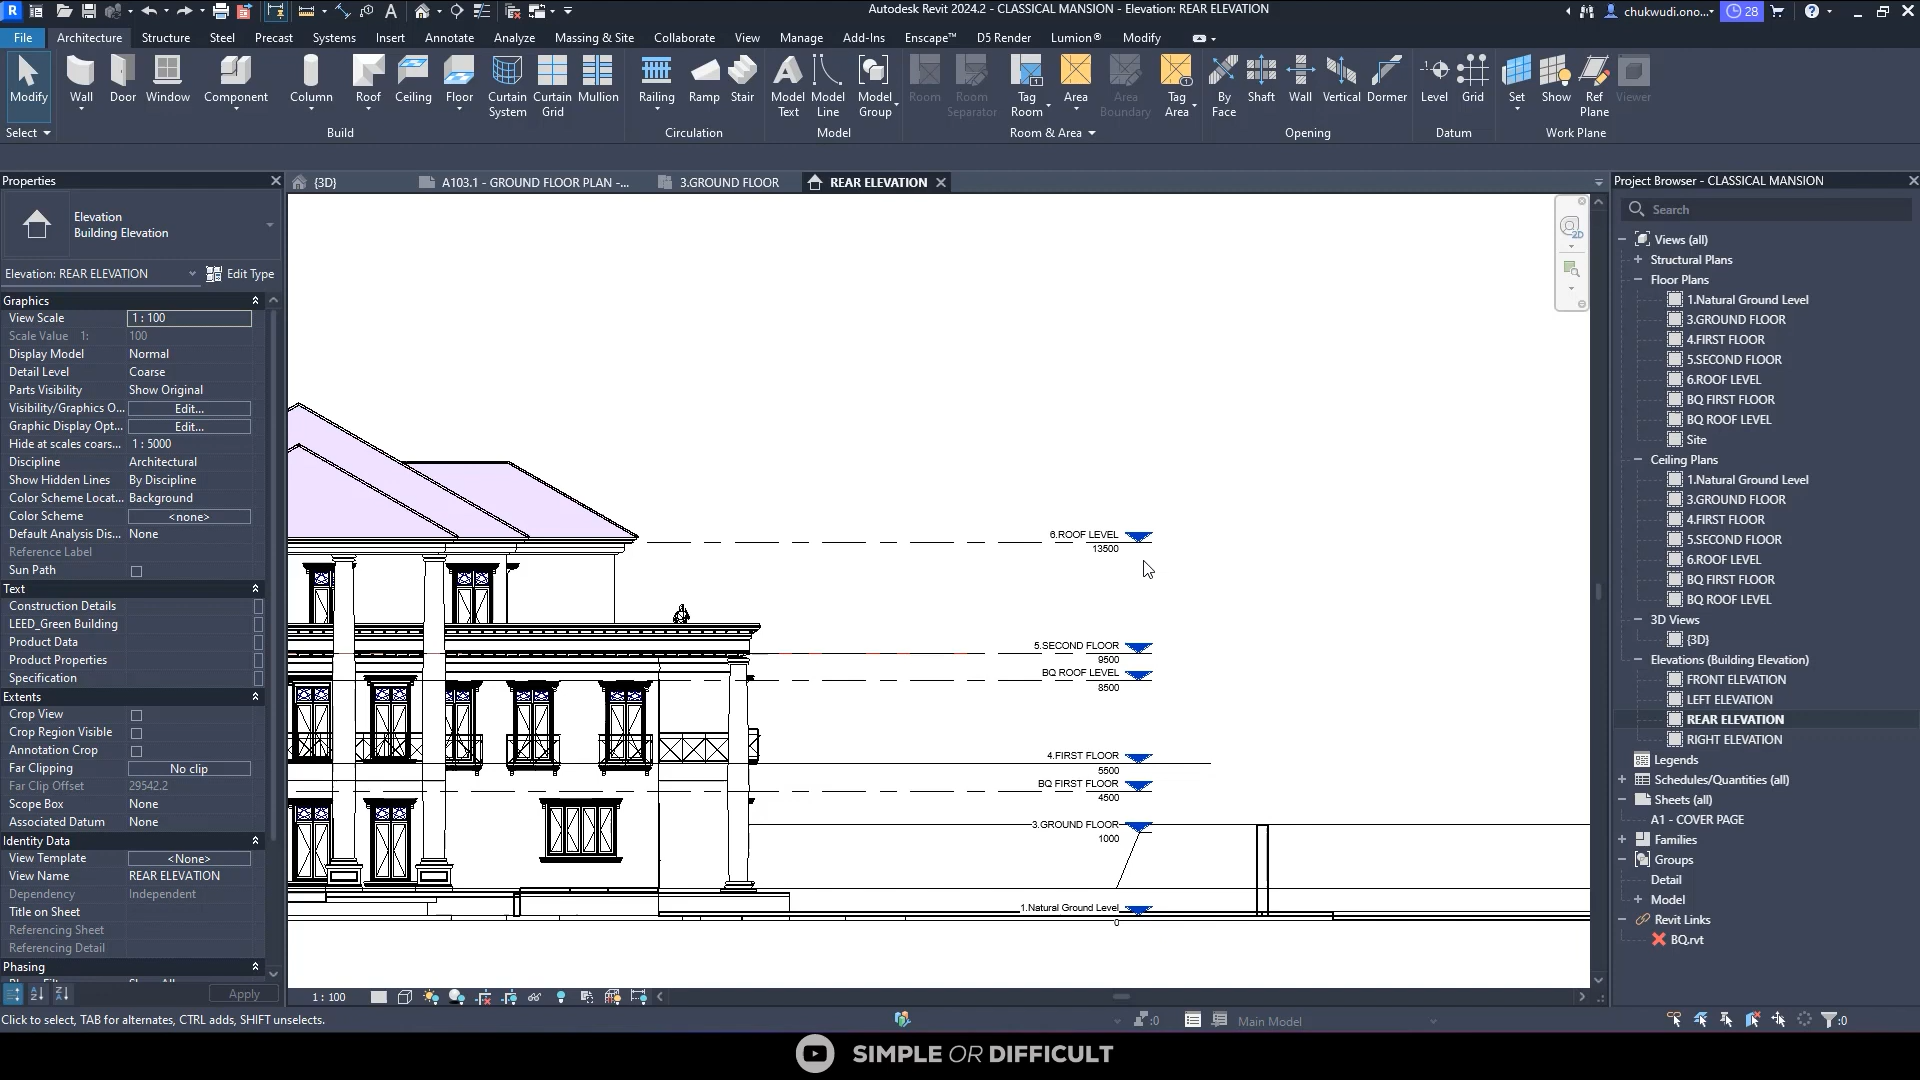 Autodesk Revit 2024.2 - CLASSICAL MANSION - Elevation: REAR ELEVATION
chukwudi.ono...
28
File Architecture Structure Steel Precast Systems Insert Annotate Analyze Massing & Site Collaborate View Manage Add-Ins Enscape™ D5 Render Lumion® Modify
Modify Wall Door Window Component Column Roof Ceiling Floor Curtain System Curtain Grid Mullion Railing Ramp Stair Model Text Model Line Model Group Room Room Separator Tag Room Area Area Boundary Tag Area By Face Shaft Wall Vertical Dormer Level Grid Set Show Ref Plane Viewer
Select Build Circulation Model Room & Area Opening Datum Work Plane
Properties
{3D} A103.1 - GROUND FLOOR PLAN -... 3.GROUND FLOOR REAR ELEVATION
Elevation
Building Elevation
Elevation: REAR ELEVATION Edit Type
Graphics
View Scale 1 : 100
Scale Value 1: 100
Display Model Normal
Detail Level Coarse
Parts Visibility Show Original
Visibility/Graphics O... Edit...
Graphic Display Opt... Edit...
Hide at scales coars... 1 : 5000
Discipline Architectural
Show Hidden Lines By Discipline
Color Scheme Locat... Background
Color Scheme <none>
Default Analysis Dis... None
Reference Label
Sun Path
Text
Construction Details
LEED_Green Building
Product Data
Product Properties
Specification
Extents
Crop View
Crop Region Visible
Annotation Crop
Far Clipping No clip
Far Clip Offset 29542.2
Scope Box None
Associated Datum None
Identity Data
View Template <None>
View Name REAR ELEVATION
Dependency Independent
Title on Sheet
Referencing Sheet
Referencing Detail
Phasing
Apply
6.ROOF LEVEL
13500
5.SECOND FLOOR
9500
BQ ROOF LEVEL
8500
4.FIRST FLOOR
5500
BQ FIRST FLOOR
4500
3.GROUND FLOOR
1000
1.Natural Ground Level
0
2D
Project Browser - CLASSICAL MANSION
Search
Views (all)
Structural Plans
Floor Plans
1.Natural Ground Level
3.GROUND FLOOR
4.FIRST FLOOR
5.SECOND FLOOR
6.ROOF LEVEL
BQ FIRST FLOOR
BQ ROOF LEVEL
Site
Ceiling Plans
1.Natural Ground Level
3.GROUND FLOOR
4.FIRST FLOOR
5.SECOND FLOOR
6.ROOF LEVEL
BQ FIRST FLOOR
BQ ROOF LEVEL
3D Views
{3D}
Elevations (Building Elevation)
FRONT ELEVATION
LEFT ELEVATION
REAR ELEVATION
RIGHT ELEVATION
Legends
Schedules/Quantities (all)
Sheets (all)
A1 - COVER PAGE
Families
Groups
Detail
Model
Revit Links
BQ.rvt
1 : 100
Click to select, TAB for alternates, CTRL adds, SHIFT unselects.
:0
Main Model
:0
SIMPLE OR DIFFICULT